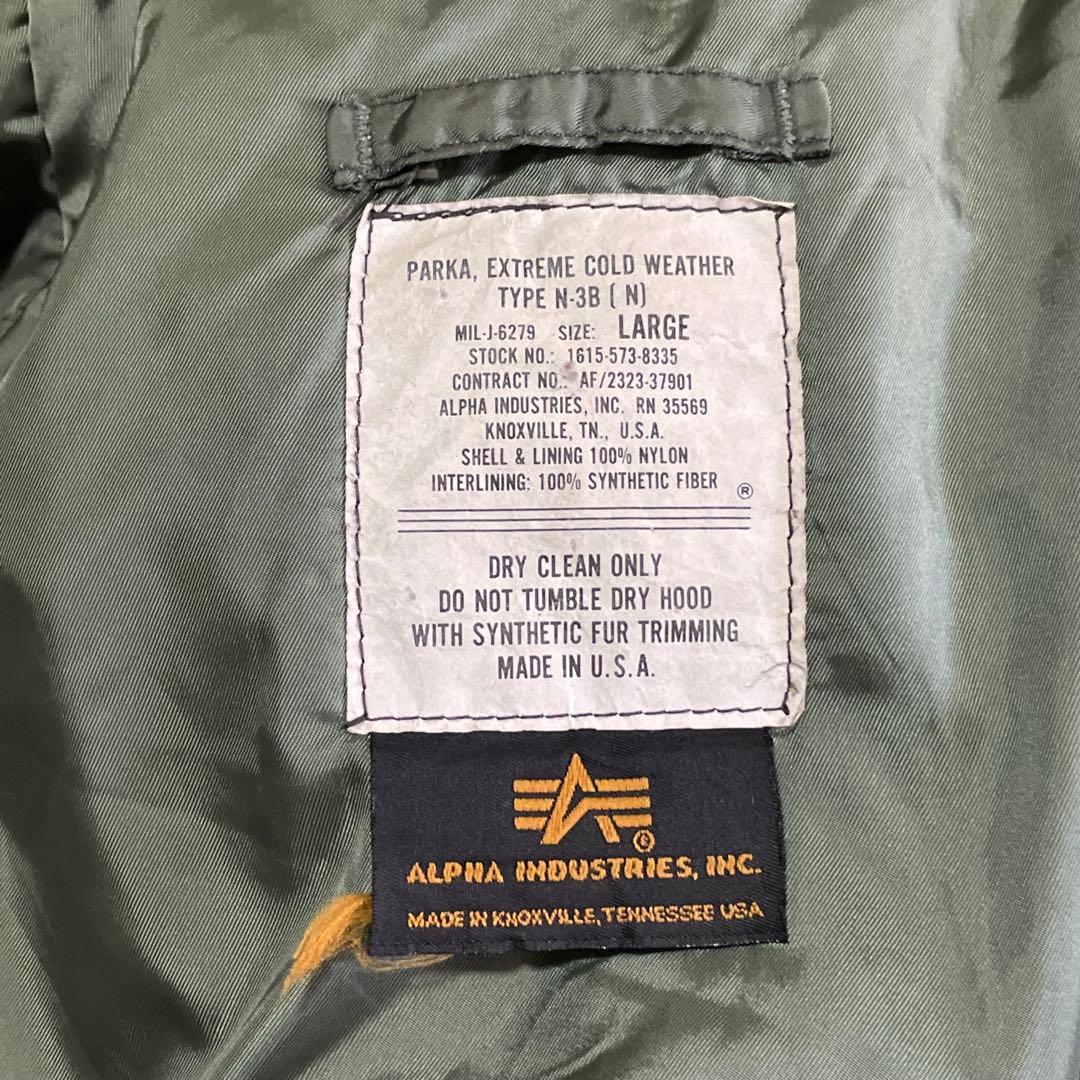 PARKA, EXTREME COLD WEATHER
TYPE N-3B ( N)
MIL-J-6279 SIZE: LARGE
STOCK NO.: 1615-573-8335
CONTRACT NO.: AF/2323-37901
ALPHA INDUSTRIES, INC. RN 35569
KNOXVILLE, TN., U.S.A.
SHELL & LINING 100% NYLON
INTERLINING: 100% SYNTHETIC FIBER ®
DRY CLEAN ONLY
DO NOT TUMBLE DRY HOOD
WITH SYNTHETIC FUR TRIMMING
MADE IN U.S.A.
®
ALPHA INDUSTRIES, INC.
MADE IN KNOXVILLE, TENNESSEE USA